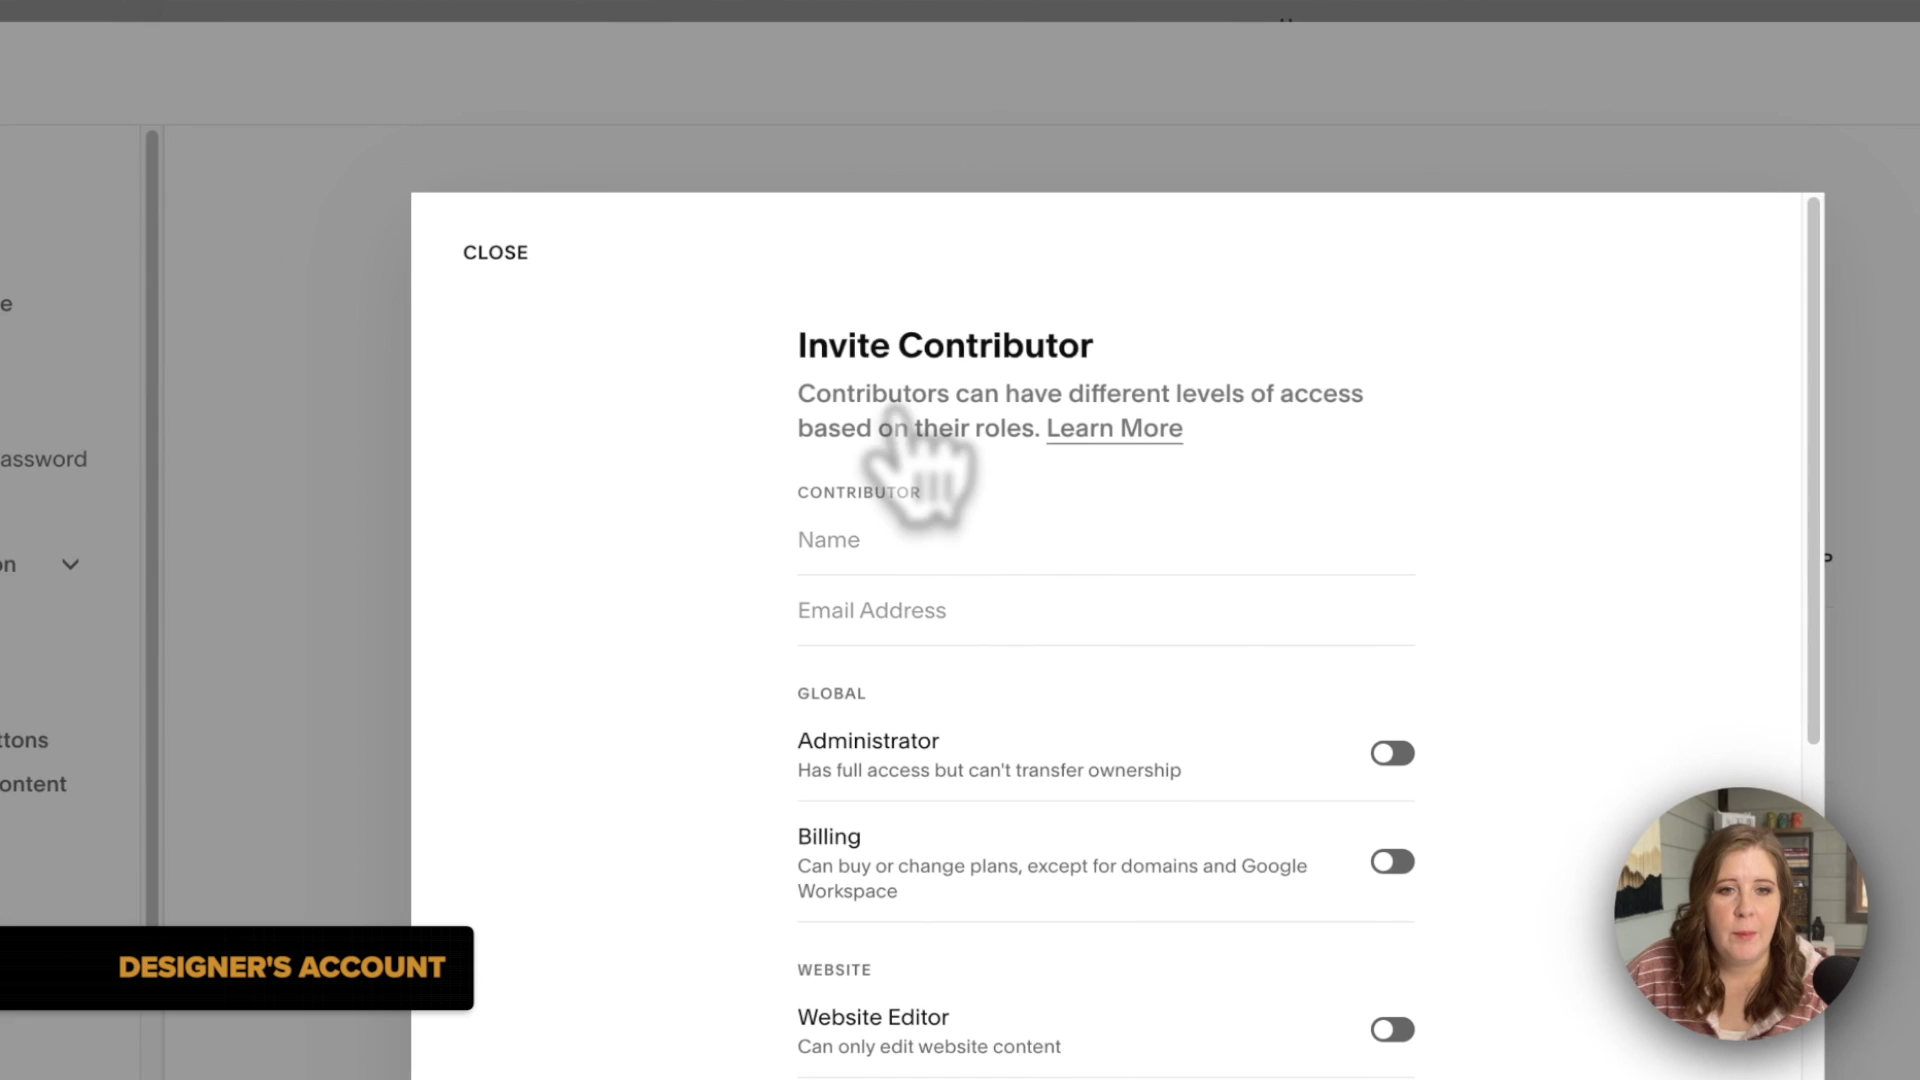 CLOSE
Invite Contributor
Contributors can have different levels of access
based on their roles. Learn More
CONTRIBUTOR
Name
Email Address
GLOBAL
Administrator
Has full access but can't transfer ownership
Billing
Can buy or change plans, except for domains and Google
Workspace
WEBSITE
Website Editor
Can only edit website content
e
assword
on
ttons
ontent
DESIGNER'S ACCOUNT